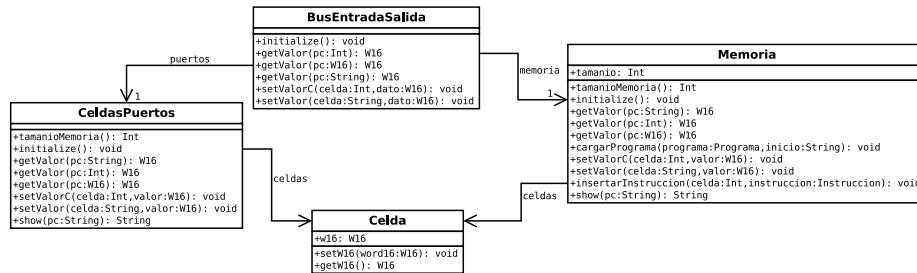 BusEntradaSalida
+initialize(): void
+getValor(pc:Int): W16
+getValor(pc:W16): W16
+getValor(pc:String): W16
+setValorC(celda:Int,dato:W16): void
+setValor(celda:String,dato:W16): void
puertos
1
memoria
1
Memoria
+tamanio: Int
+tamanioMemoria(): Int
+initialize(): void
+getValor(pc:String): W16
+getValor(pc:Int): W16
+getValor(pc:W16): W16
+cargarPrograma(programa:Programa,inicio:String): void
+setValorC(celda:Int,valor:W16): void
+setValor(celda:String,valor:W16): void
+insertarInstruccion(celda:Int,instruccion:Instruccion): void
+show(pc:String): String
CeldasPuertos
+tamanioMemoria(): Int
+initialize(): void
+getValor(pc:String): W16
+getValor(pc:Int): W16
+getValor(pc:W16): W16
+setValorC(celda:Int,valor:W16): void
+setValor(celda:String,valor:W16): void
+show(pc:String): String
celdas
celdas
Celda
+w16: W16
+setW16(word16:W16): void
+getW16(): W16